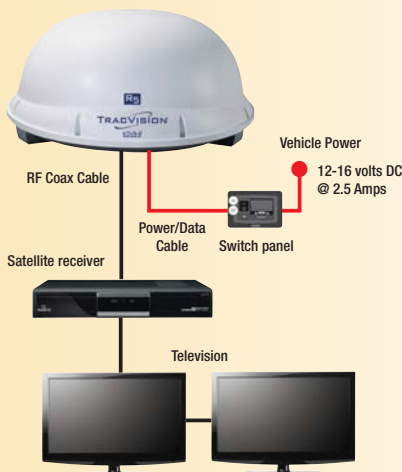 R5
TRACVISION
Vehicle Power
12-16 volts DC
@ 2.5 Amps
RF Coax Cable
Power/Data
Cable
Switch panel
Satellite receiver
Television